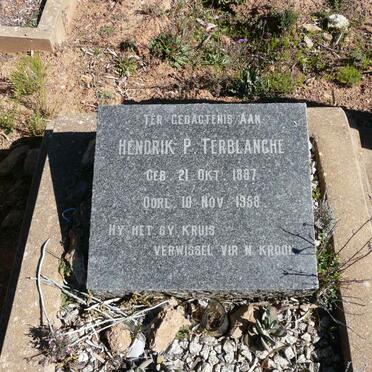 TER GEDAGTENIS AAN
HENDRIK P. TERBLANCHE
GEB. 21 OKT. 1887
OORL. 10 NOV. 1958
HY HET SY KRUIS
VERWISSEL VIR 'N KROON